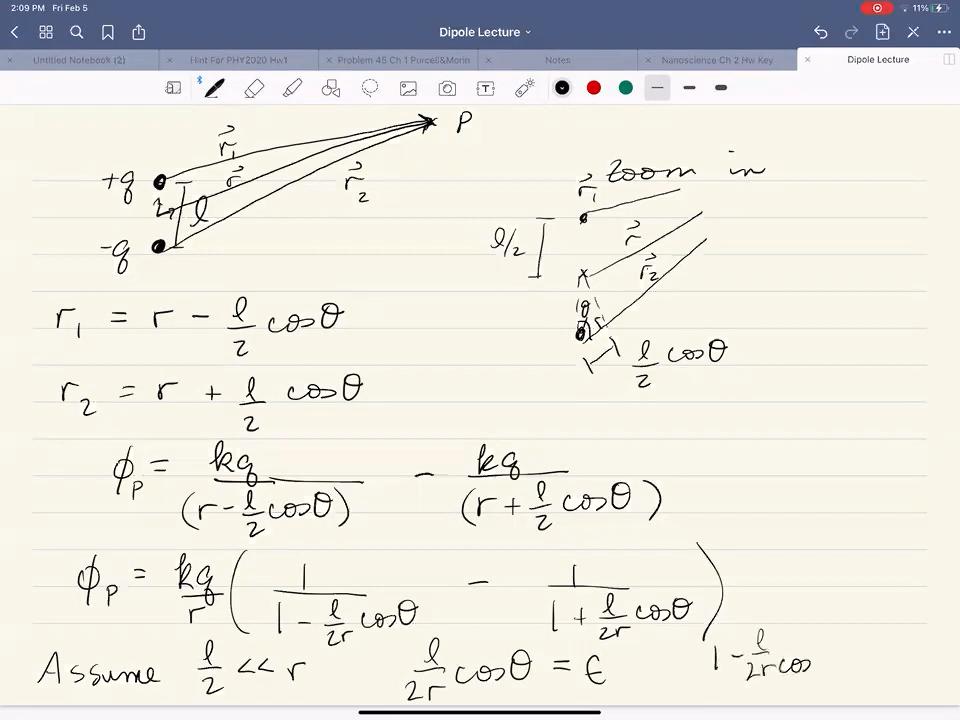 2:09 PM Fri Feb 5 11%
Dipole Lecture
Untitled Notebook (2) Hint For PHY2020 Hw1 Problem 45 Ch 1 Purcell&Morin Notes Nanoscience Ch 2 Hw Key Dipole Lecture
P
r⃗₁
+q
r⃗
r⃗₂
l
-q
zoom in
r⃗₁
l/2
r⃗
r⃗₂
θ
l/2 cosθ
r₁ = r - l/2 cosθ
r₂ = r + l/2 cosθ
ϕ_P = kq/(r - l/2 cosθ) - kq/(r + l/2 cosθ)
ϕ_P = kq/r ( 1/(1 - l/2r cosθ) - 1/(1 + l/2r cosθ) )
Assume l/2 << r l/2r cosθ = ε 1 - l/2r cos